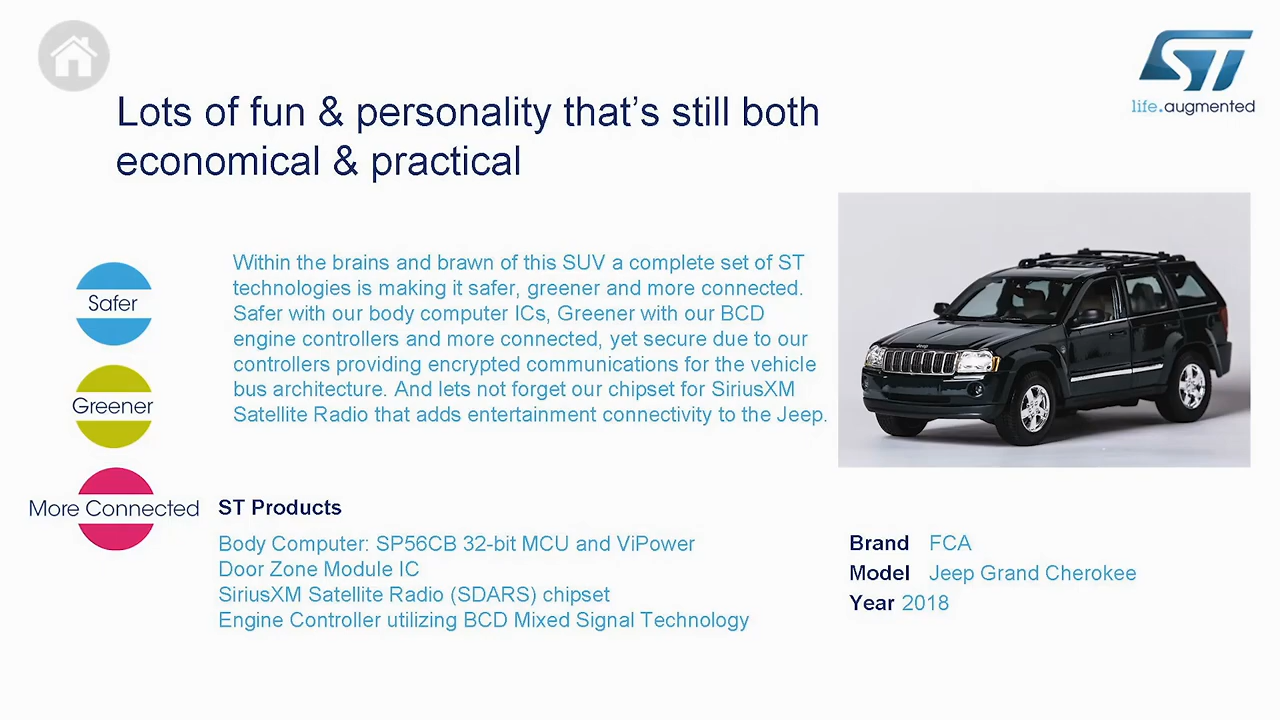 ST
life.augmented
Lots of fun & personality that's still both
economical & practical
Within the brains and brawn of this SUV a complete set of ST
technologies is making it safer, greener and more connected.
Safer with our body computer ICs, Greener with our BCD
engine controllers and more connected, yet secure due to our
controllers providing encrypted communications for the vehicle
bus architecture. And lets not forget our chipset for SiriusXM
Satellite Radio that adds entertainment connectivity to the Jeep.
Safer
Greener
More Connected
ST Products
Body Computer: SP56CB 32-bit MCU and ViPower
Door Zone Module IC
SiriusXM Satellite Radio (SDARS) chipset
Engine Controller utilizing BCD Mixed Signal Technology
Jeep
Brand FCA
Model Jeep Grand Cherokee
Year 2018